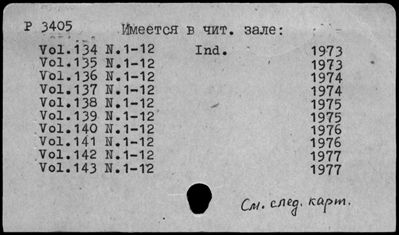 P 3405 Имеется в чит. зале:
Vol.134 N.1-12 Ind. 1973
Vol.135 N.1-12 1973
Vol.136 N.1-12 1974
Vol.137 N.1-12 1974
Vol.138 N.1-12 1975
Vol.139 N.1-12 1975
Vol.140 N.1-12 1976
Vol.141 N.1-12 1976
Vol.142 N.1-12 1977
Vol.143 N.1-12 1977
См. след. карт.